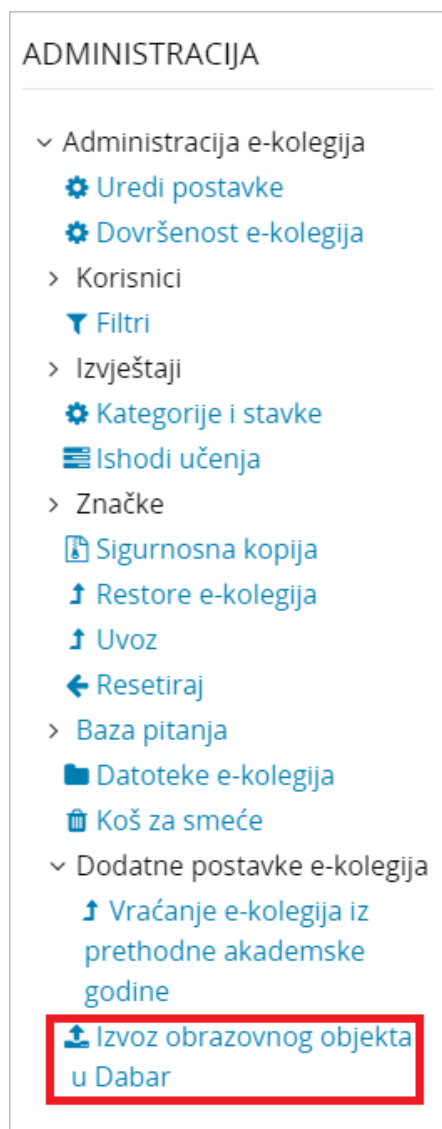 ADMINISTRACIJA
Administracija e-kolegija
Uredi postavke
Dovršenost e-kolegija
Korisnici
Filtri
Izvještaji
Kategorije i stavke
Ishodi učenja
Značke
Sigurnosna kopija
Restore e-kolegija
Uvoz
Resetiraj
Baza pitanja
Datoteke e-kolegija
Koš za smeće
Dodatne postavke e-kolegija
Vraćanje e-kolegija iz
prethodne akademske
godine
Izvoz obrazovnog objekta
u Dabar